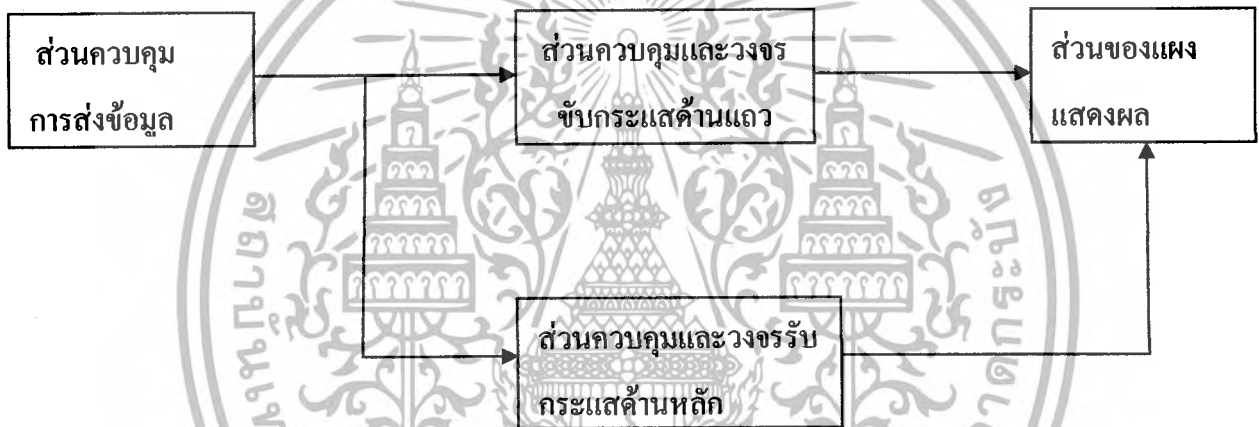 ส่วนควบคุม
การส่งข้อมูล
ส่วนควบคุมและวงจร
ขับกระแสด้านแถว
ส่วนของแผง
แสดงผล
ส่วนควบคุมและวงจรรับ
กระแสด้านหลัก